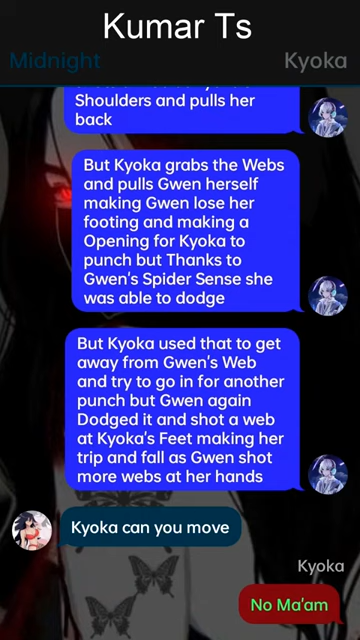 Kumar Ts
Midnight
Kyoka
Shoulders and pulls her
back
But Kyoka grabs the Webs
and pulls Gwen herself
making Gwen lose her
footing and making a
Opening for Kyoka to
punch but Thanks to
Gwen's Spider Sense she
was able to dodge
But Kyoka used that to get
away from Gwen's Web
and try to go in for another
punch but Gwen again
Dodged it and shot a web
at Kyoka's Feet making her
trip and fall as Gwen shot
more webs at her hands
Kyoka can you move
Kyoka
No Ma'am